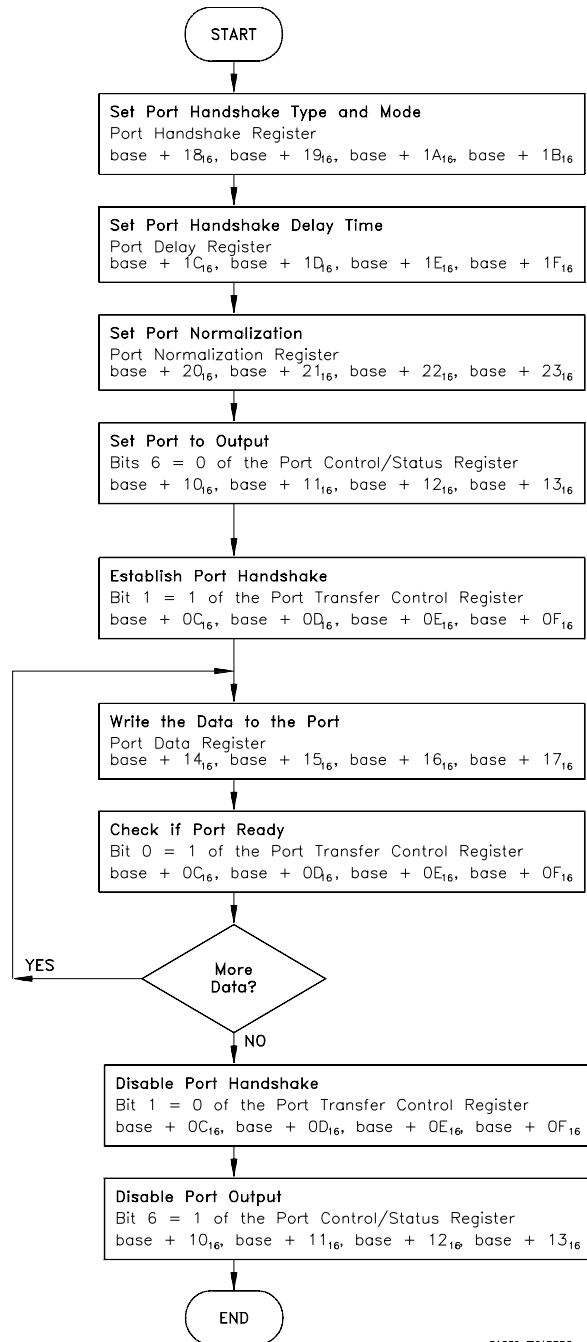 START
Set Port Handshake Type and Mode
Port Handshake Register
base + 18₁₆, base + 19₁₆, base + 1A₁₆, base + 1B₁₆
Set Port Handshake Delay Time
Port Delay Register
base + 1C₁₆, base + 1D₁₆, base + 1E₁₆, base + 1F₁₆
Set Port Normalization
Port Normalization Register
base + 20₁₆, base + 21₁₆, base + 22₁₆, base + 23₁₆
Set Port to Output
Bits 6 = 0 of the Port Control/Status Register
base + 10₁₆, base + 11₁₆, base + 12₁₆, base + 13₁₆
Establish Port Handshake
Bit 1 = 1 of the Port Transfer Control Register
base + 0C₁₆, base + 0D₁₆, base + 0E₁₆, base + 0F₁₆
Write the Data to the Port
Port Data Register
base + 14₁₆, base + 15₁₆, base + 16₁₆, base + 17₁₆
Check if Port Ready
Bit 0 = 1 of the Port Transfer Control Register
base + 0C₁₆, base + 0D₁₆, base + 0E₁₆, base + 0F₁₆
YES
More
Data?
NO
Disable Port Handshake
Bit 1 = 0 of the Port Transfer Control Register
base + 0C₁₆, base + 0D₁₆, base + 0E₁₆, base + 0F₁₆
Disable Port Output
Bit 6 = 1 of the Port Control/Status Register
base + 10₁₆, base + 11₁₆, base + 12₁₆, base + 13₁₆
END